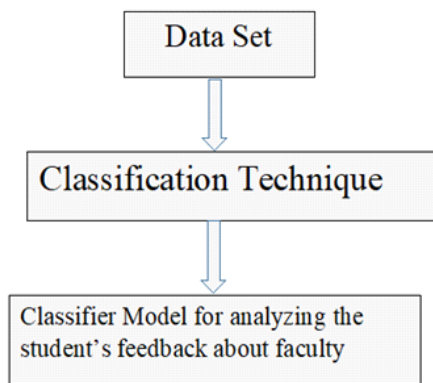 Data Set
Classification Technique
Classifier Model for analyzing the
student's feedback about faculty